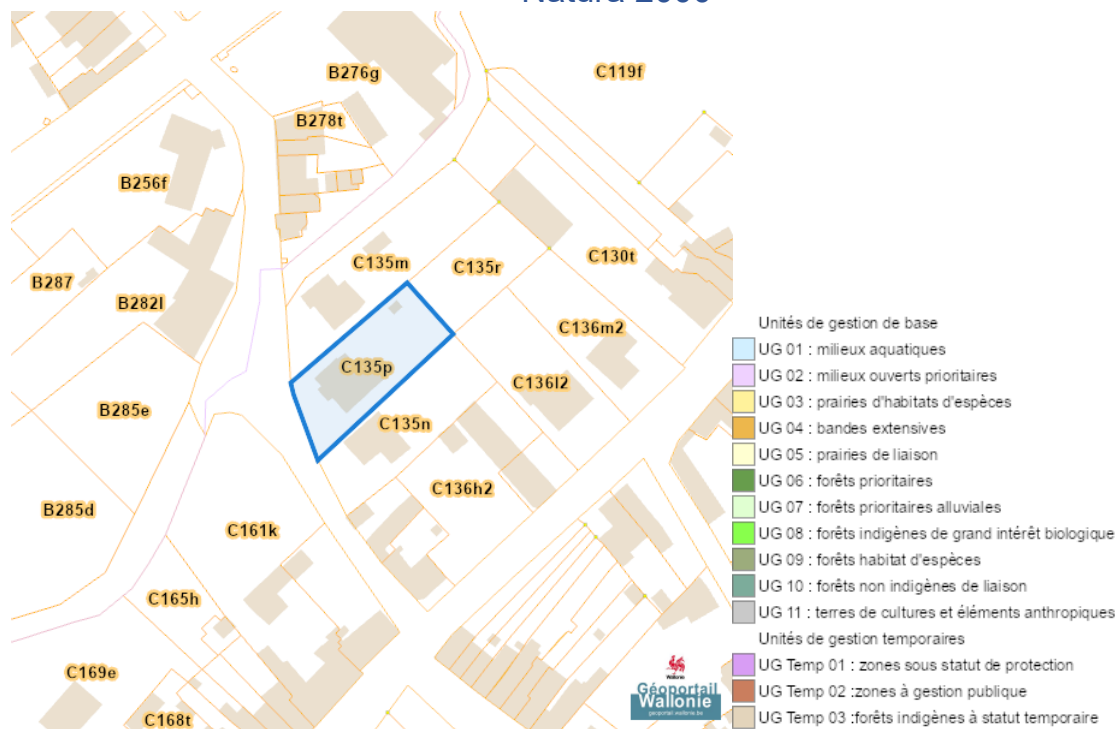 Natura 2000
B276g
C119f
B278t
B256f
C135m
C135r
C130t
B287
B282l
C136m2
C135p
C136l2
B285e
C135n
C136h2
B285d
C161k
C165h
C169e
C168t
Wallonie
Géoportail
Wallonie
geoportail.wallonie.be
Unités de gestion de base
UG 01 : milieux aquatiques
UG 02 : milieux ouverts prioritaires
UG 03 : prairies d'habitats d'espèces
UG 04 : bandes extensives
UG 05 : prairies de liaison
UG 06 : forêts prioritaires
UG 07 : forêts prioritaires alluviales
UG 08 : forêts indigènes de grand intérêt biologique
UG 09 : forêts habitat d'espèces
UG 10 : forêts non indigènes de liaison
UG 11 : terres de cultures et éléments anthropiques
Unités de gestion temporaires
UG Temp 01 : zones sous statut de protection
UG Temp 02 :zones à gestion publique
UG Temp 03 :forêts indigènes à statut temporaire